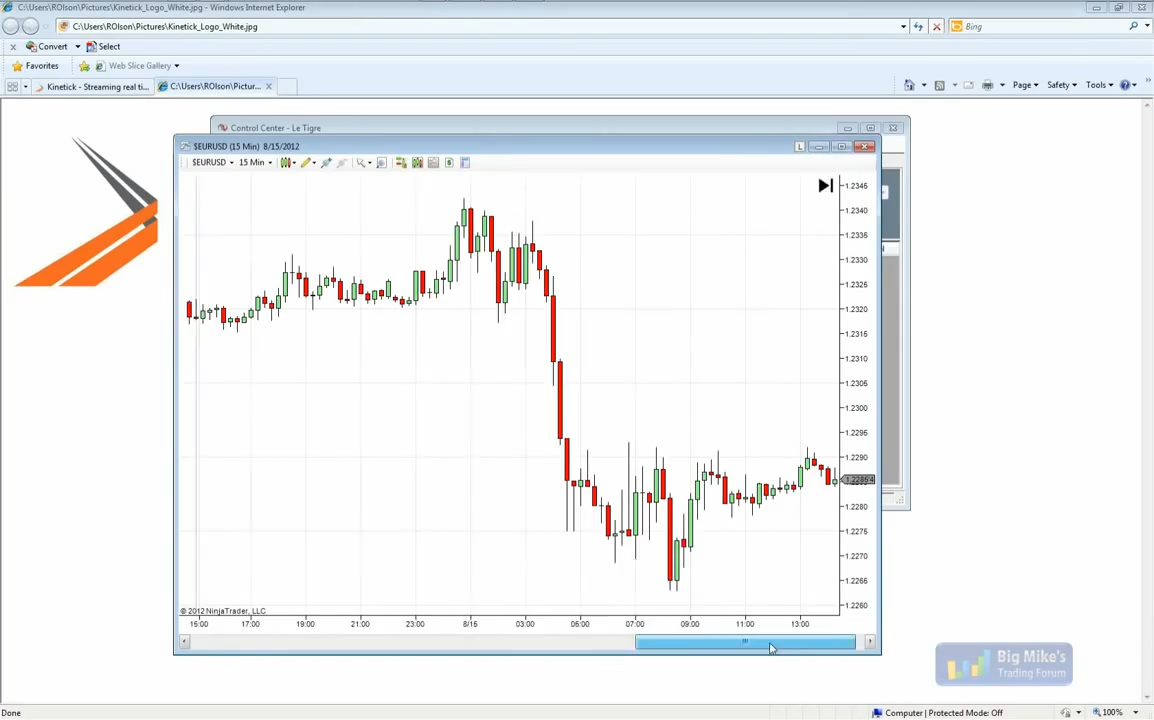 C:\Users\ROlson\Pictures\Kinetick_Logo_White.jpg - Windows Internet Explorer
C:\Users\ROlson\Pictures\Kinetick_Logo_White.jpg
Bing
Convert
Select
Favorites
Web Slice Gallery
Kinetick - Streaming real ti...
C:\Users\ROlson\Pictur...
Page
Safety
Tools
Control Center - Le Tigre
$EURUSD (15 Min) 8/15/2012
L
$EURUSD
15 Min
1.2345
1.2340
1.2335
1.2330
1.2325
1.2320
1.2315
1.2310
1.2305
1.2300
1.2295
1.2290
1.2285'4
1.2280
1.2275
1.2270
1.2265
1.2260
© 2012 NinjaTrader, LLC
15:00
17:00
19:00
21:00
23:00
8/16
03:00
05:00
07:00
09:00
11:00
13:00
Big Mike's
Trading Forum
Done
Computer | Protected Mode: Off
100%